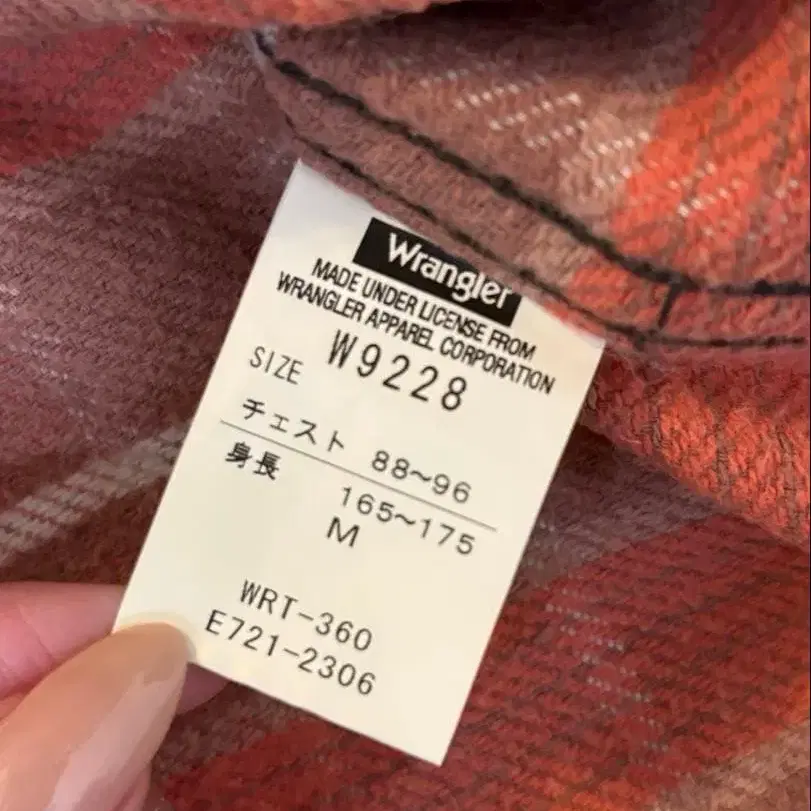 Wrangler
MADE UNDER LICENSE FROM
WRANGLER APPAREL CORPORATION
W9228
SIZE
チェスト 88~96
身長 165~175
M
WRT-360
E721-2306